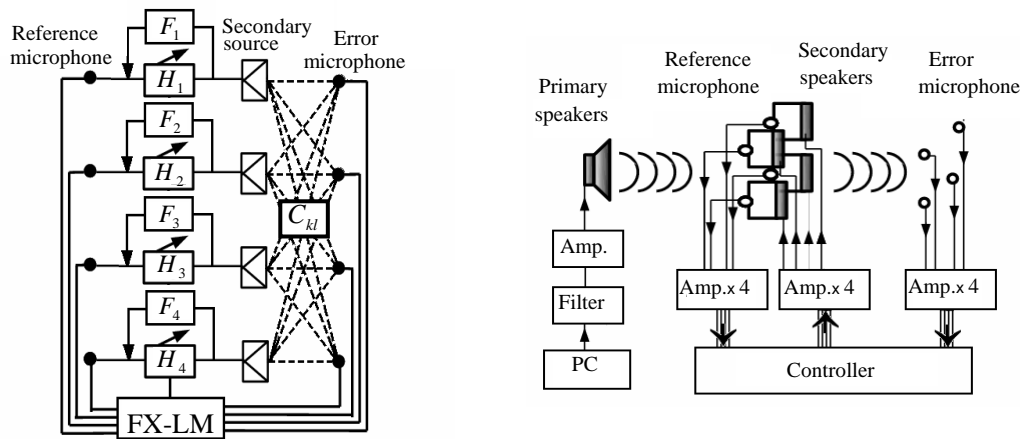 Reference
microphone
F1
H1
Secondary
source
Error
microphone
F2
H2
Ckl
F3
H3
F4
H4
FX-LM
Primary
speakers
Reference
microphone
Secondary
speakers
Error
microphone
Amp.
Filter
PC
Amp.x 4
Amp.x 4
Amp.x 4
Controller